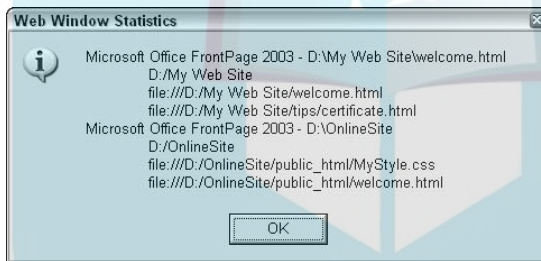 Web Window Statistics
Microsoft Office FrontPage 2003 - D:\My Web Site\welcome.html
D:/My Web Site
file:///D:/My Web Site/welcome.html
file:///D:/My Web Site/tips/certificate.html
Microsoft Office FrontPage 2003 - D:\OnlineSite
D:/OnlineSite
file:///D:/OnlineSite/public_html/MyStyle.css
file:///D:/OnlineSite/public_html/welcome.html
OK